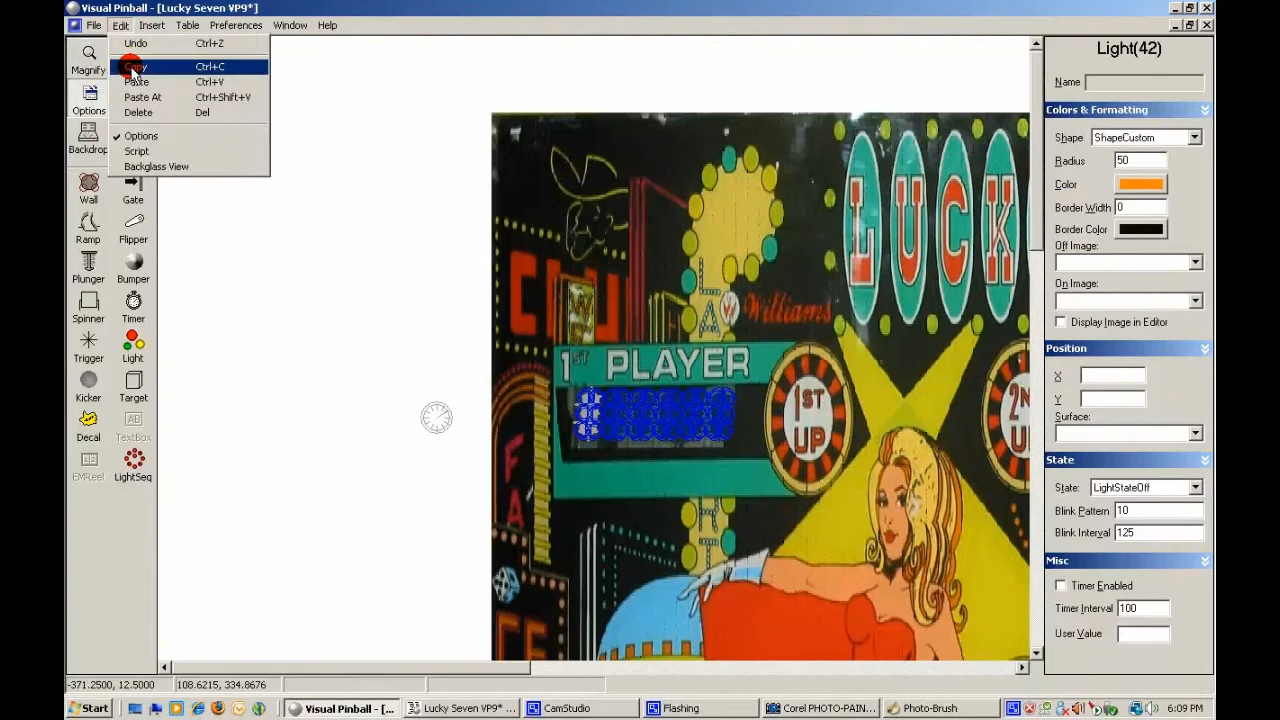 Visual Pinball - [Lucky Seven VP9*]
File Edit Insert Table Preferences Window Help
Undo Ctrl+Z
Copy Ctrl+C
Paste Ctrl+V
Paste At Ctrl+Shift+V
Delete Del
Options
Script
Backglass View
Magnify
Options
Backdrop
Wall Gate
Ramp Flipper
Plunger Bumper
Spinner Timer
Trigger Light
Kicker Target
Decal TextBox
EMReel LightSeq
LUCK
Williams
1ST PLAYER
1ST UP
2N U
Light(42)
Name
Colors & Formatting
Shape ShapeCustom
Radius 50
Color
Border Width 0
Border Color
Off Image:
On Image:
Display Image in Editor
Position
X
Y
Surface:
State
State: LightStateOff
Blink Pattern 10
Blink Interval 125
Misc
Timer Enabled
Timer Interval 100
User Value
-371.2500, 12.5000 108.6215, 334.8676
Start Visual Pinball - [... Lucky Seven VP9* ... CamStudio Flashing Corel PHOTO-PAIN... Photo-Brush 6:09 PM